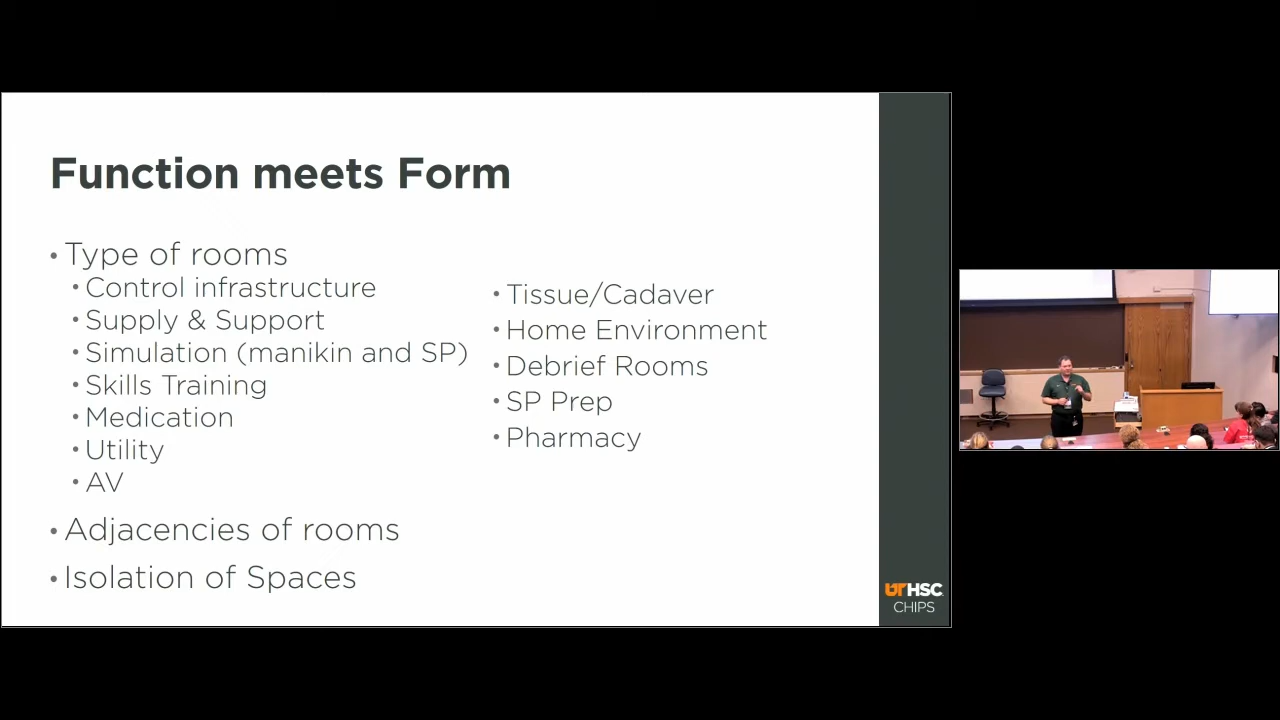 Function meets Form
• Type of rooms
• Control infrastructure
• Supply & Support
• Simulation (manikin and SP)
• Skills Training
• Medication
• Utility
• AV
• Tissue/Cadaver
• Home Environment
• Debrief Rooms
• SP Prep
• Pharmacy
• Adjacencies of rooms
• Isolation of Spaces
UTHSC
CHIPS